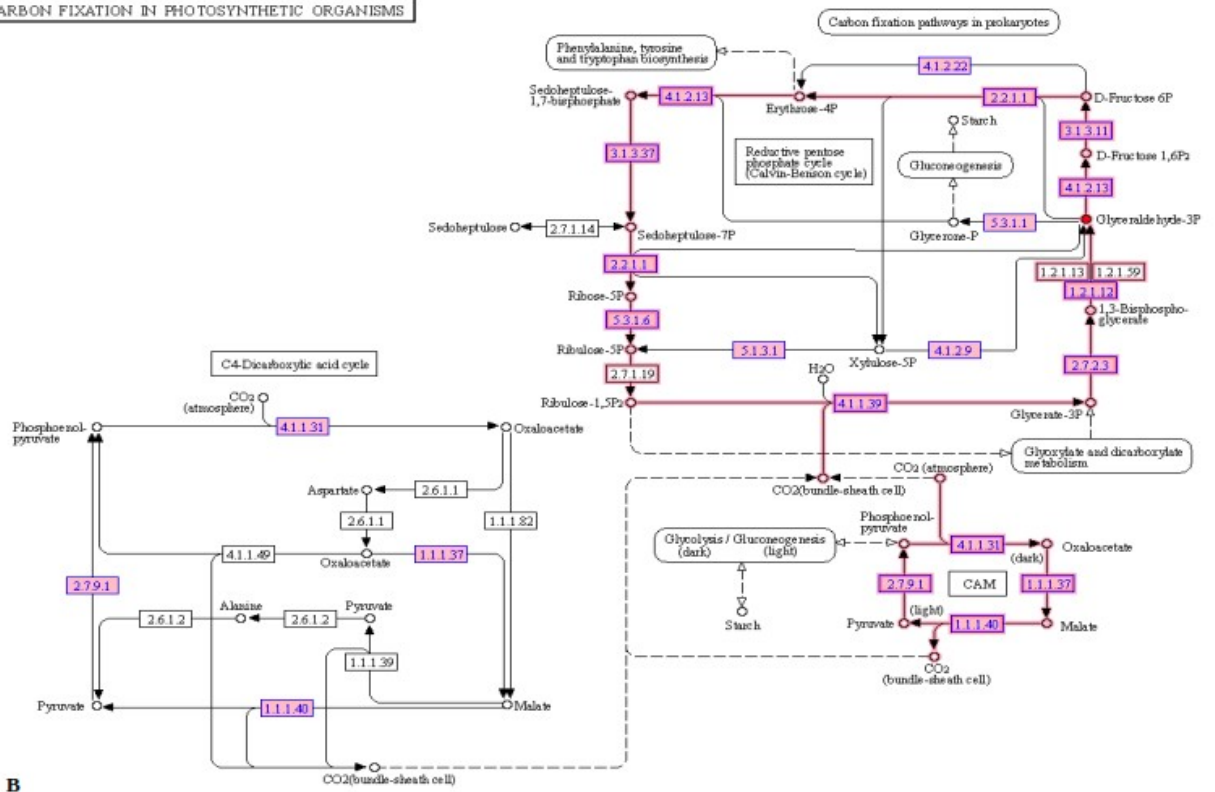 ARBON FIXATION IN PHOTOSYNTHETIC ORGANISMS
Carbon fixation pathways in prokaryotes
Phenylalanine, tyrosine
and tryptophan biosynthesis
4.1.2.22
Sedoheptulose-
1,7-bisphosphate
4.1.2.13
Erythrose-4P
2.2.1.1
D-Fructose 6P
Starch
3.1.3.11
3.1.3.37
Reductive pentose
phosphate cycle
(Calvin-Benson cycle)
Gluconeogenesis
D-Fructose 1,6P2
4.1.2.13
Sedoheptulose
2.7.1.14
Sedoheptulose-7P
Glycerone-P
5.3.1.1
Glyceraldehyde-3P
2.2.1.1
1.2.1.13
1.2.1.59
1.2.1.12
Ribose-5P
1,3-Bisphospho-
glycerate
5.3.1.6
Ribulose-5P
5.1.3.1
Xylulose-5P
4.1.2.9
2.7.2.3
2.7.1.19
H2O
C4-Dicarboxylic acid cycle
Ribulose-1,5P2
4.1.1.39
Glycerate-3P
CO2
(atmosphere)
Phosphoenol-
pyruvate
4.1.1.31
Oxaloacetate
Glyoxylate and dicarboxylate
metabolism
CO2 (atmosphere)
CO2(bundle-sheath cell)
Aspartate
2.6.1.1
2.6.1.1
1.1.1.82
Phosphoenol-
pyruvate
Glycolysis / Gluconeogenesis
(dark) (light)
4.1.1.31
Oxaloacetate
(dark)
4.1.1.49
Oxaloacetate
1.1.1.37
2.7.9.1
2.7.9.1
CAM
1.1.1.37
Alanine
Pyruvate
2.6.1.2
2.6.1.2
Starch
(light)
Pyruvate
1.1.1.40
Malate
1.1.1.39
CO2
(bundle-sheath cell)
Pyruvate
1.1.1.40
Malate
CO2(bundle-sheath cell)
B